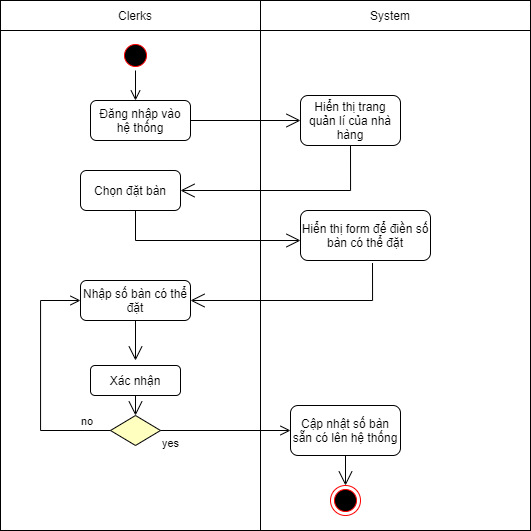 Clerks
System
Đăng nhập vào
hệ thống
Hiển thị trang
quản lí của nhà
hàng
Chọn đặt bàn
Hiển thị form để điền số
bàn có thể đặt
Nhập số bàn có thể
đặt
Xác nhận
no
yes
Cập nhật số bàn
sẵn có lên hệ thống